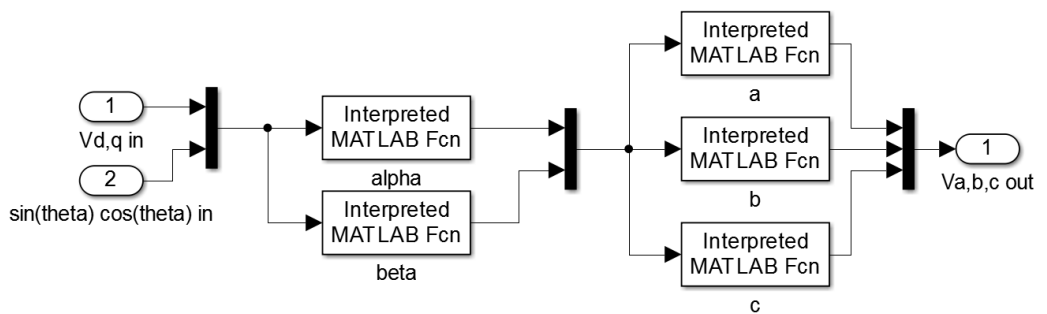 1
Vd,q in
2
sin(theta) cos(theta) in
Interpreted
MATLAB Fcn
alpha
Interpreted
MATLAB Fcn
beta
Interpreted
MATLAB Fcn
a
Interpreted
MATLAB Fcn
b
Interpreted
MATLAB Fcn
c
1
Va,b,c out